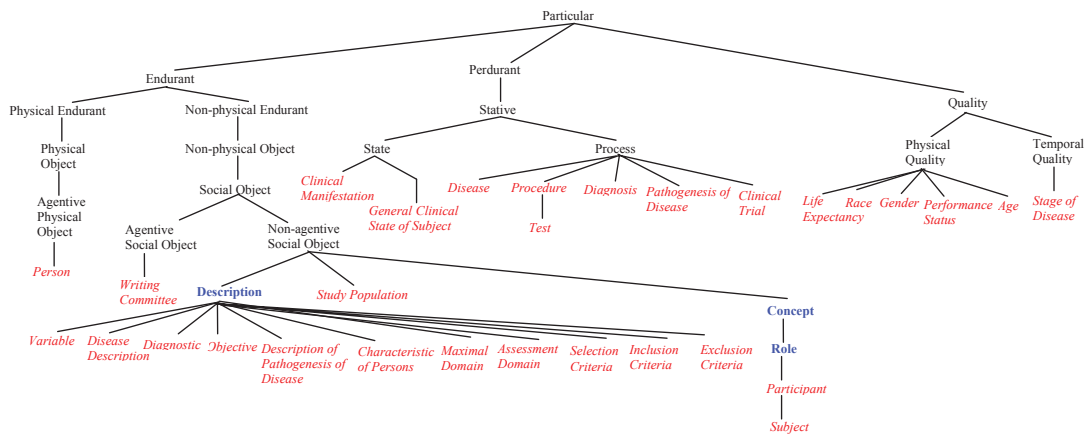 Particular
Endurant
Perdurant
Quality
Physical Endurant
Non-physical Endurant
Stative
Physical
Object
Non-physical Object
State
Process
Physical
Quality
Temporal
Quality
Agentive
Physical
Object
Social Object
Clinical
Manifestation
General Clinical
State of Subject
Disease
Procedure
Diagnosis
Pathogenesis of
Disease
Clinical
Trial
Test
Life
Expectancy
Race
Gender
Performance
Status
Age
Stage of
Disease
Person
Agentive
Social Object
Non-agentive
Social Object
Writing
Committee
Description
Study Population
Concept
Variable
Disease
Description
Diagnostic
Objective
Description of
Pathogenesis of
Disease
Characteristic
of Persons
Maximal
Domain
Assessment
Domain
Selection
Criteria
Inclusion
Criteria
Exclusion
Criteria
Role
Participant
Subject